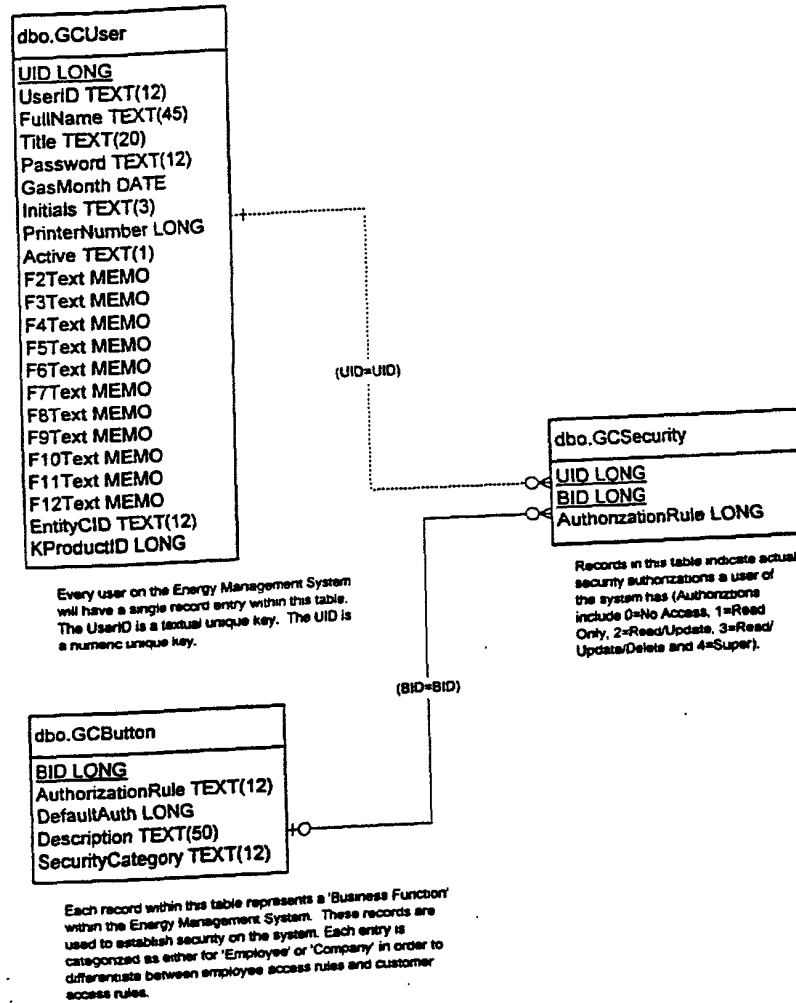 dbo.GCUser
UID LONG
UserID TEXT(12)
FullName TEXT(45)
Title TEXT(20)
Password TEXT(12)
GasMonth DATE
Initials TEXT(3)
PrinterNumber LONG
Active TEXT(1)
F2Text MEMO
F3Text MEMO
F4Text MEMO
F5Text MEMO
F6Text MEMO
F7Text MEMO
F8Text MEMO
F9Text MEMO
F10Text MEMO
F11Text MEMO
F12Text MEMO
EntityCID TEXT(12)
KProductID LONG
Every user on the Energy Management System
will have a single record entry within this table.
The UserID is a textual unique key. The UID is
a numeric unique key.
(UID=UID)
dbo.GCSecurity
UID LONG
BID LONG
AuthorizationRule LONG
Records in this table indicate actual
security authorizations a user of
the system has (Authoriztions
include 0=No Access, 1=Read
Only, 2=Read/Update, 3=Read/
Update/Delete and 4=Super).
(BID=BID)
dbo.GCButton
BID LONG
AuthorizationRule TEXT(12)
DefaultAuth LONG
Description TEXT(50)
SecurityCategory TEXT(12)
Each record within this table represents a 'Business Function'
within the Energy Management System. These records are
used to establish security on the system. Each entry is
categorized as either for 'Employee' or 'Company' in order to
differentiate between employee access rules and customer
access rules.